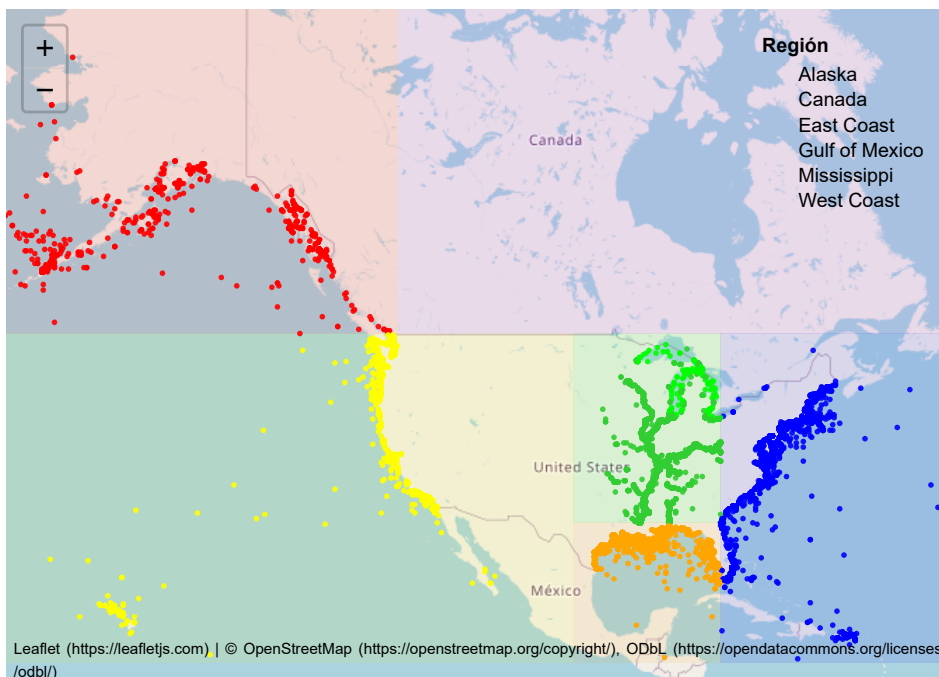 +
−
Región
Alaska
Canada
East Coast
Gulf of Mexico
Mississippi
West Coast
Canada
United States
México
Leaflet (https://leafletjs.com) | © OpenStreetMap (https://openstreetmap.org/copyright/), ODbL (https://opendatacommons.org/licenses
/odbl/)